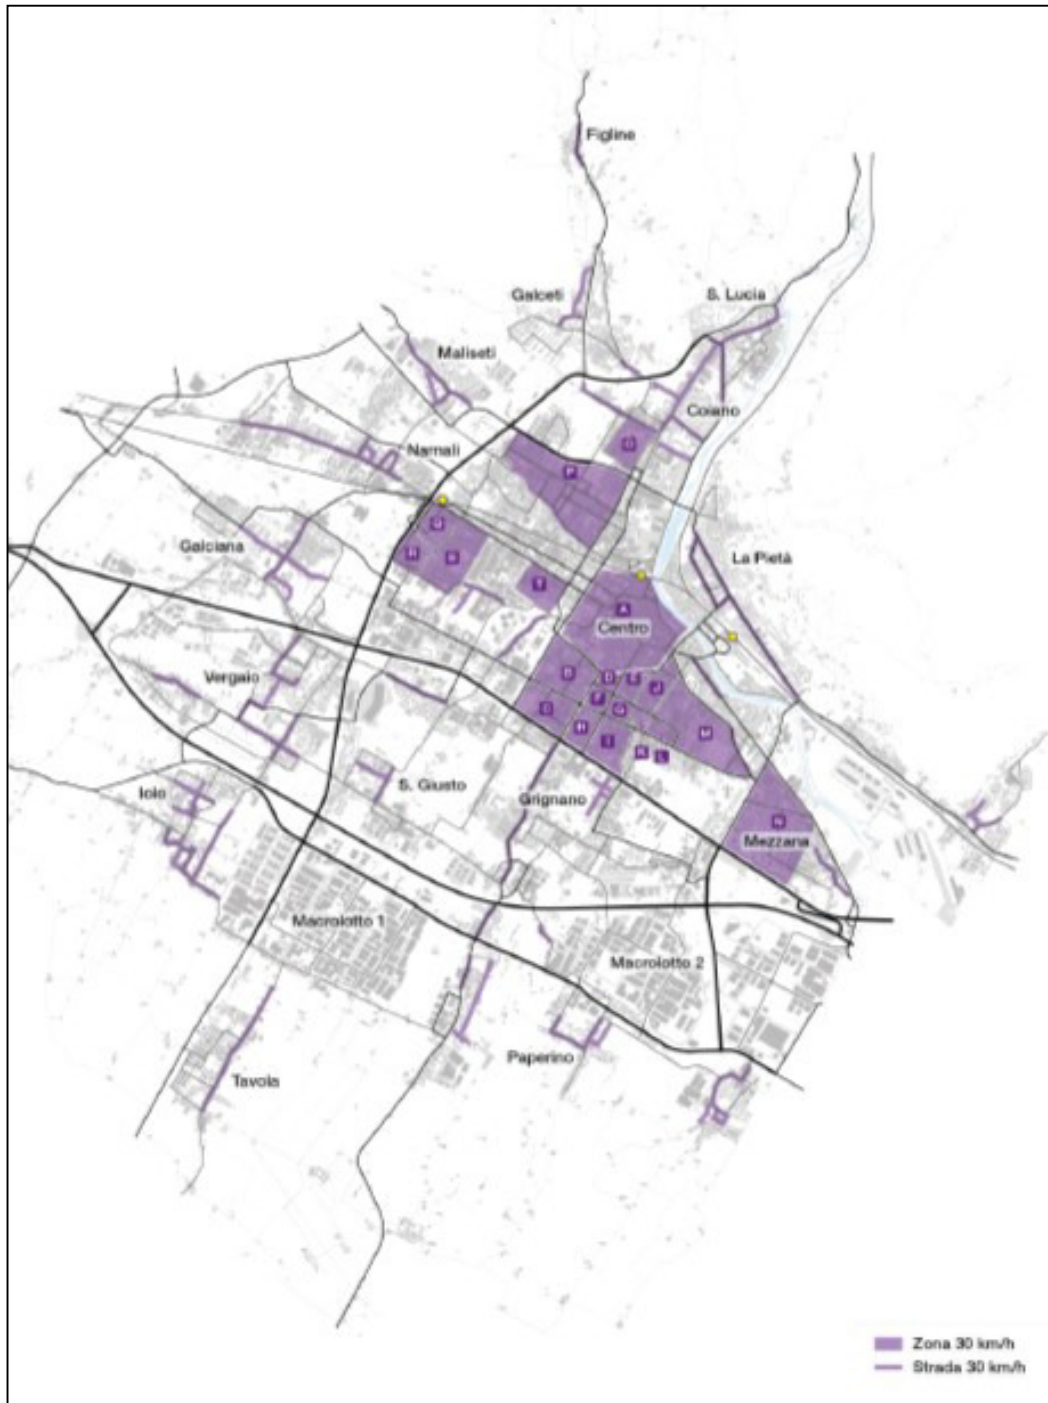 Figline
Galceti
S. Lucia
Maliseti
Coiano
Narnali
O
P
Q
Galciana
R
S
La Pietà
T
A
Centro
B
D
E
J
Vergaio
F
C
G
H
M
I
K
L
S. Giusto
Iolo
Grignano
N
Mezzana
Macrolotto 1
Macrolotto 2
Paperino
Tavola
Zona 30 km/h
Strada 30 km/h